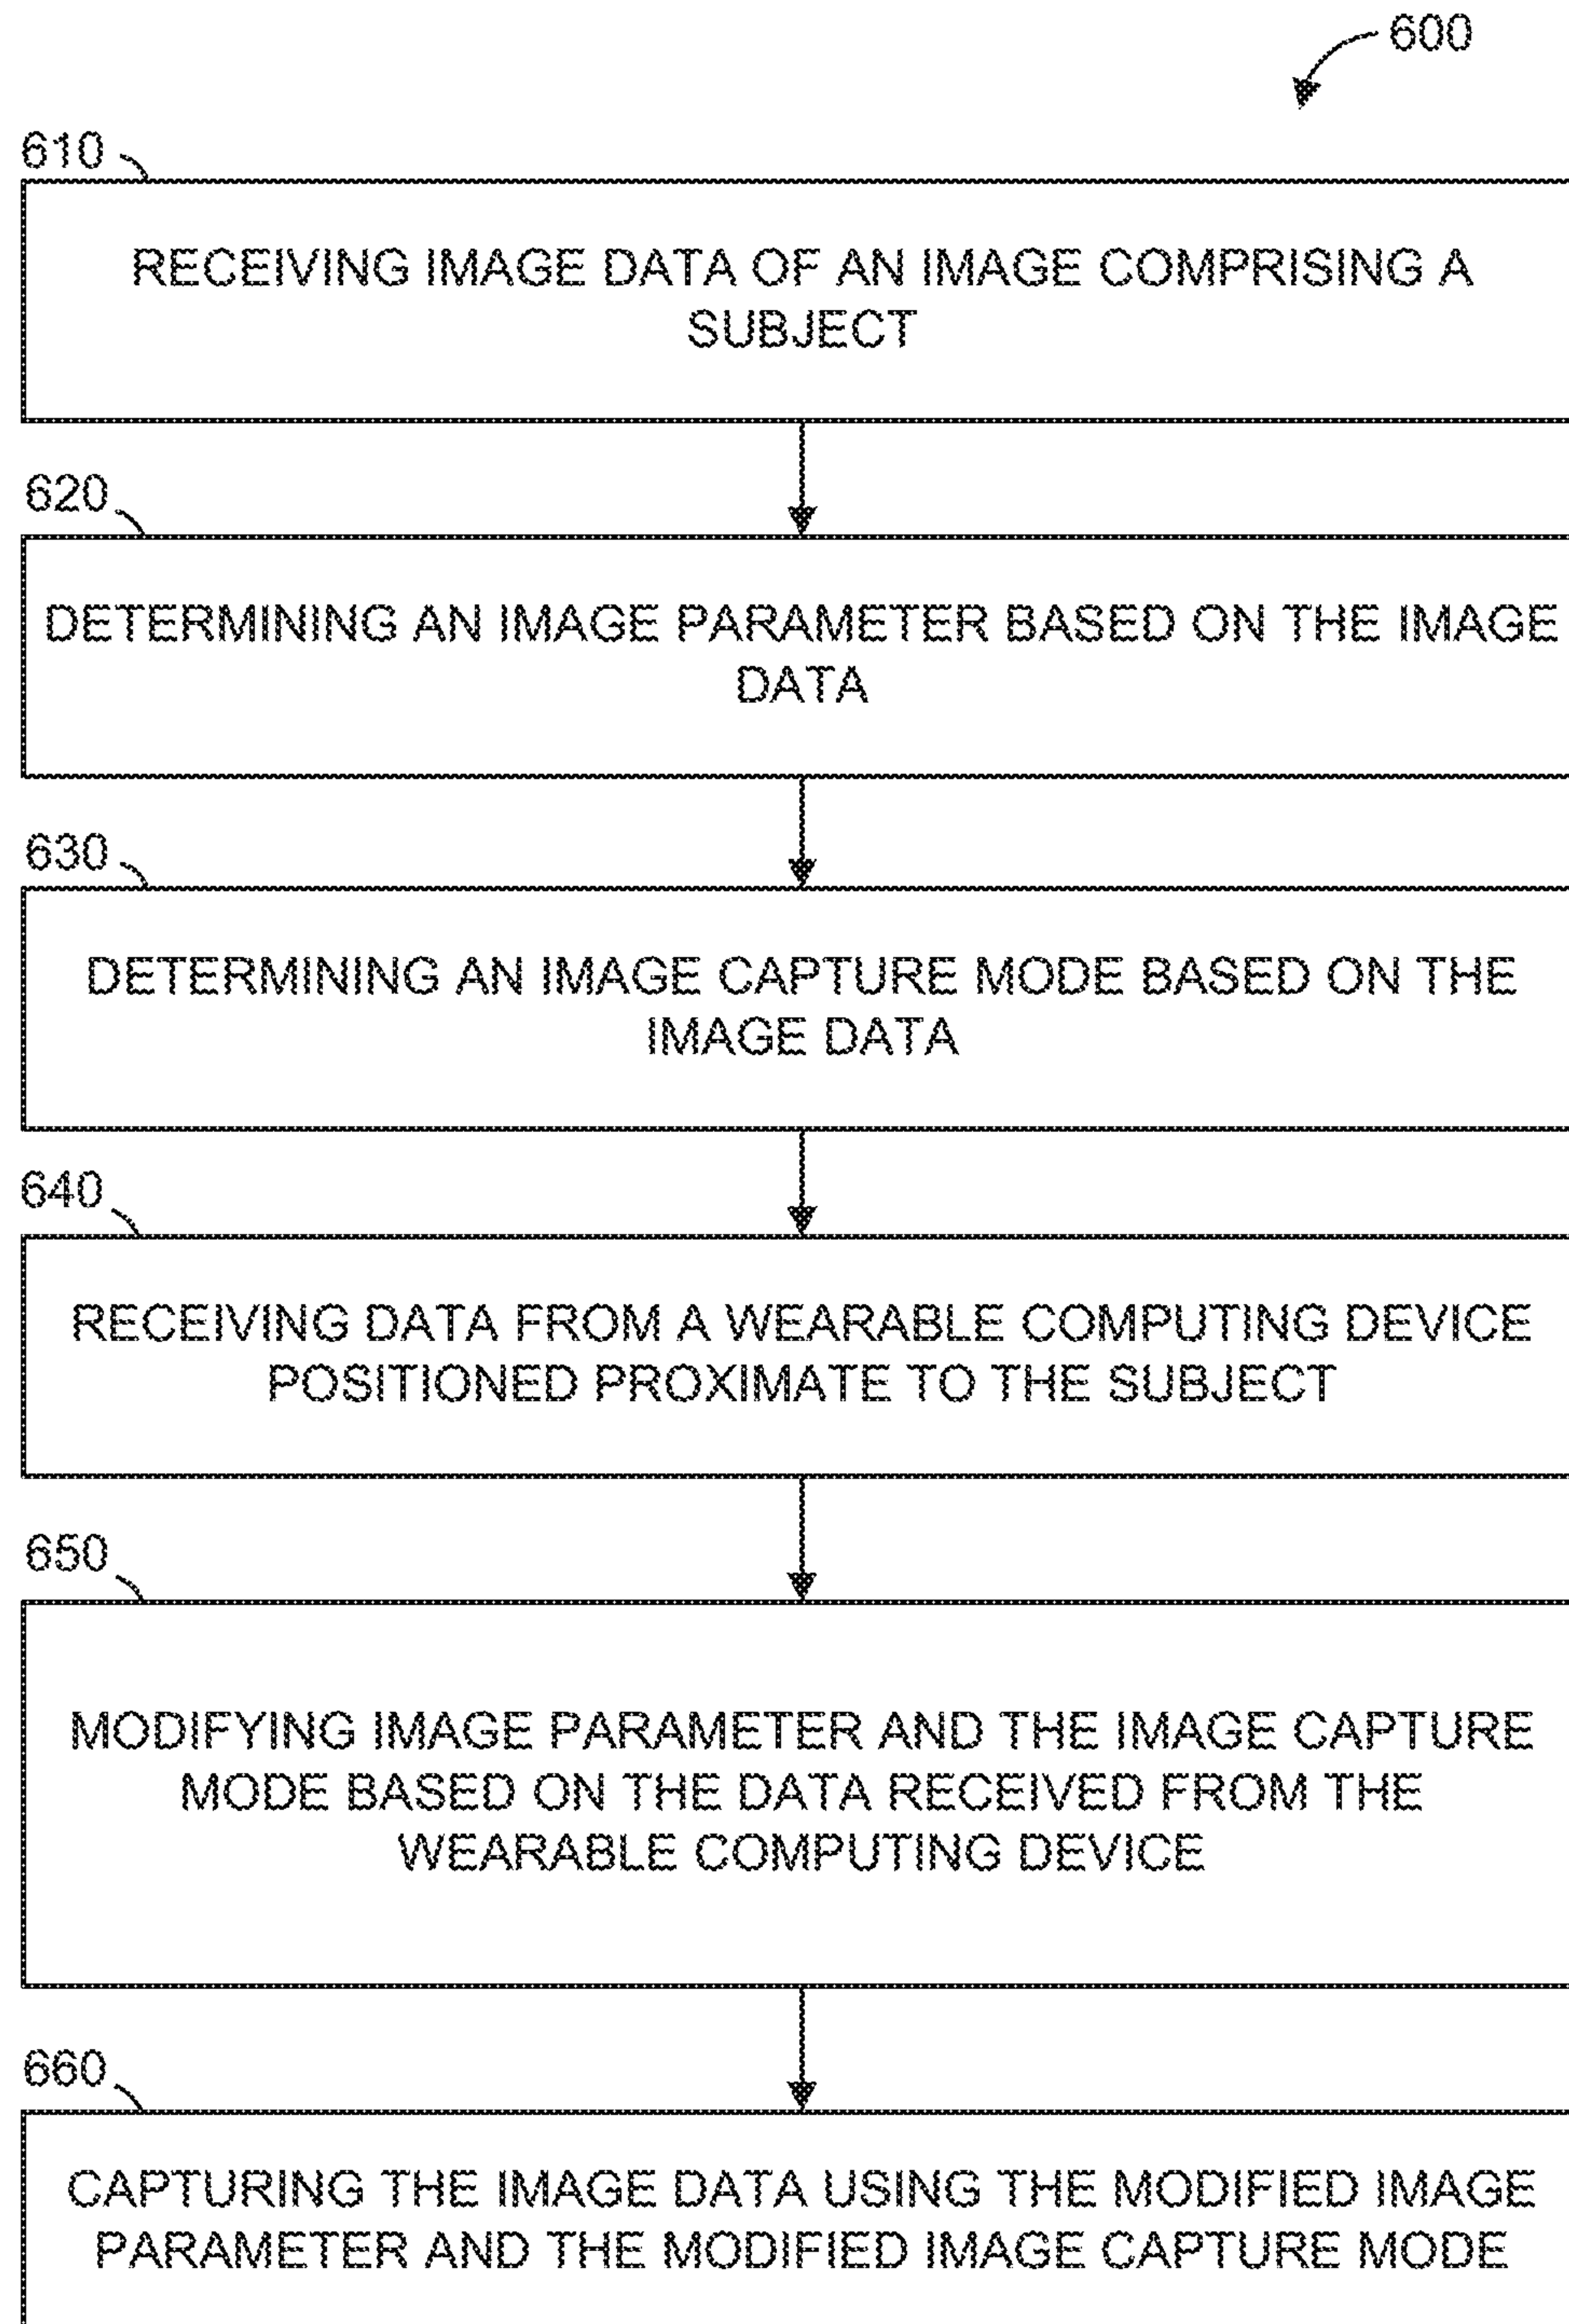 600
610
RECEIVING IMAGE DATA OF AN IMAGE COMPRISING A
SUBJECT
620
DETERMINING AN IMAGE PARAMETER BASED ON THE IMAGE
DATA
630
DETERMINING AN IMAGE CAPTURE MODE BASED ON THE
IMAGE DATA
640
RECEIVING DATA FROM A WEARABLE COMPUTING DEVICE
POSITIONED PROXIMATE TO THE SUBJECT
650
MODIFYING IMAGE PARAMETER AND THE IMAGE CAPTURE
MODE BASED ON THE DATA RECEIVED FROM THE
WEARABLE COMPUTING DEVICE
660
CAPTURING THE IMAGE DATA USING THE MODIFIED IMAGE
PARAMETER AND THE MODIFIED IMAGE CAPTURE MODE